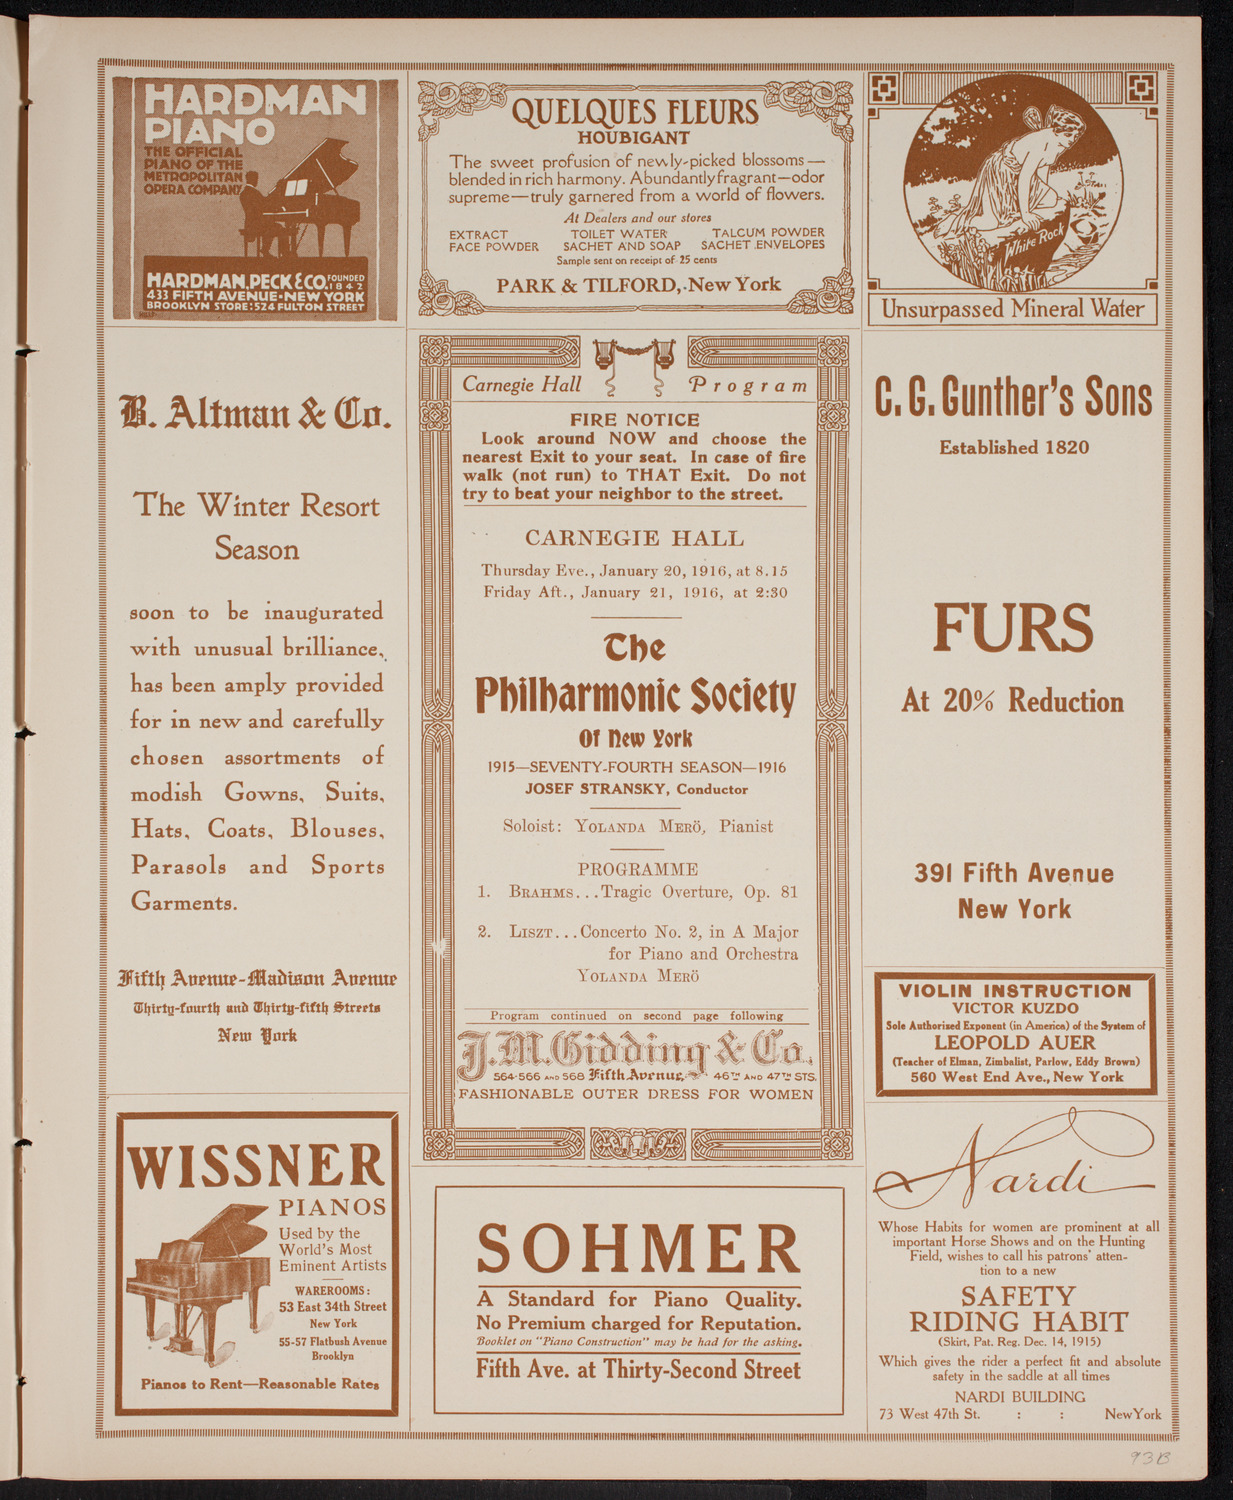 HARDMAN
PIANO
THE OFFICIAL
PIANO OF THE
METROPOLITAN
OPERA COMPANY
HARDMAN, PECK & CO. FOUNDED 1842
433 FIFTH AVENUE • NEW YORK
BROOKLYN STORE: 524 FULTON STREET
QUELQUES FLEURS
HOUBIGANT
The sweet profusion of newly-picked blossoms—
blended in rich harmony. Abundantly fragrant—odor
supreme—truly garnered from a world of flowers.
At Dealers and our stores
EXTRACT TOILET WATER TALCUM POWDER
FACE POWDER SACHET AND SOAP SACHET ENVELOPES
Sample sent on receipt of 25 cents
PARK & TILFORD, New York
White Rock
Unsurpassed Mineral Water
B. Altman & Co.
The Winter Resort
Season
soon to be inaugurated
with unusual brilliance,
has been amply provided
for in new and carefully
chosen assortments of
modish Gowns, Suits,
Hats, Coats, Blouses,
Parasols and Sports
Garments.
Fifth Avenue-Madison Avenue
Thirty-fourth and Thirty-fifth Streets
New York
WISSNER
PIANOS
Used by the
World's Most
Eminent Artists
WAREROOMS:
53 East 34th Street
New York
55-57 Flatbush Avenue
Brooklyn
Pianos to Rent—Reasonable Rates
Carnegie Hall Program
FIRE NOTICE
Look around NOW and choose the
nearest Exit to your seat. In case of fire
walk (not run) to THAT Exit. Do not
try to beat your neighbor to the street.
CARNEGIE HALL
Thursday Eve., January 20, 1916, at 8.15
Friday Aft., January 21, 1916, at 2:30
The
Philharmonic Society
Of New York
1915—SEVENTY-FOURTH SEASON—1916
JOSEF STRANSKY, Conductor
Soloist: YOLANDA MERÖ, Pianist
PROGRAMME
1. BRAHMS...Tragic Overture, Op. 81
2. LISZT...Concerto No. 2, in A Major
for Piano and Orchestra
YOLANDA MERÖ
Program continued on second page following
J.M. Gidding & Co.
564-566 AND 568 Fifth Avenue, 46TH AND 47TH STS.
FASHIONABLE OUTER DRESS FOR WOMEN
SOHMER
A Standard for Piano Quality.
No Premium charged for Reputation.
Booklet on "Piano Construction" may be had for the asking.
Fifth Ave. at Thirty-Second Street
C. G. Gunther's Sons
Established 1820
FURS
At 20% Reduction
391 Fifth Avenue
New York
VIOLIN INSTRUCTION
VICTOR KUZDO
Sole Authorized Exponent (in America) of the System of
LEOPOLD AUER
(Teacher of Elman, Zimbalist, Parlow, Eddy Brown)
560 West End Ave., New York
Nardi
Whose Habits for women are prominent at all
important Horse Shows and on the Hunting
Field, wishes to call his patrons' atten-
tion to a new
SAFETY
RIDING HABIT
(Skirt, Pat. Reg. Dec. 14, 1915)
Which gives the rider a perfect fit and absolute
safety in the saddle at all times
NARDI BUILDING
73 West 47th St. : : New York
93B